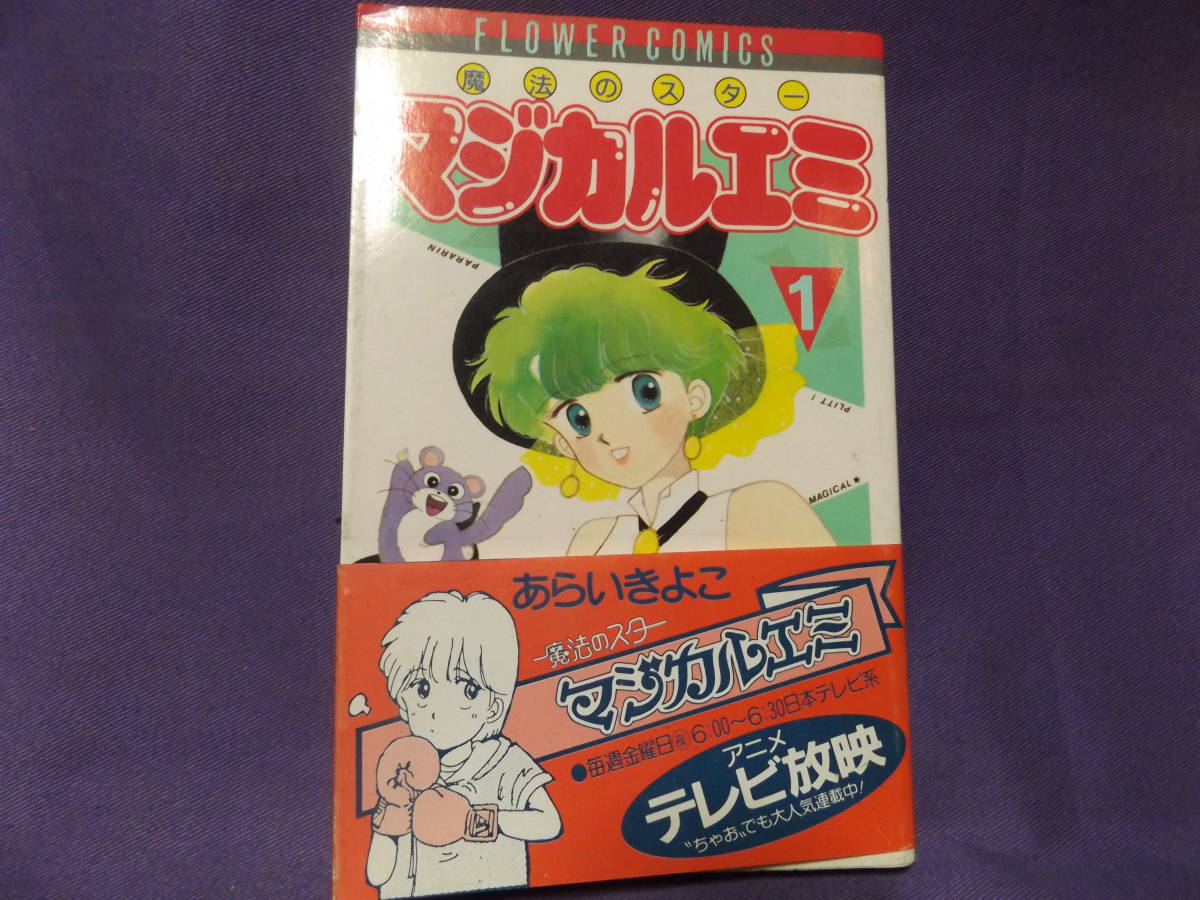 FLOWER COMICS
魔法のスター
マジカルエミ
1
PARARIN
PLITT!
MAGICAL★
あらいきよこ
魔法のスター
マジカルエミ
●毎週金曜日夜6:00〜6:30日本テレビ系
アニメ
テレビ放映
〝ちゃお〟でも大人気連載中!